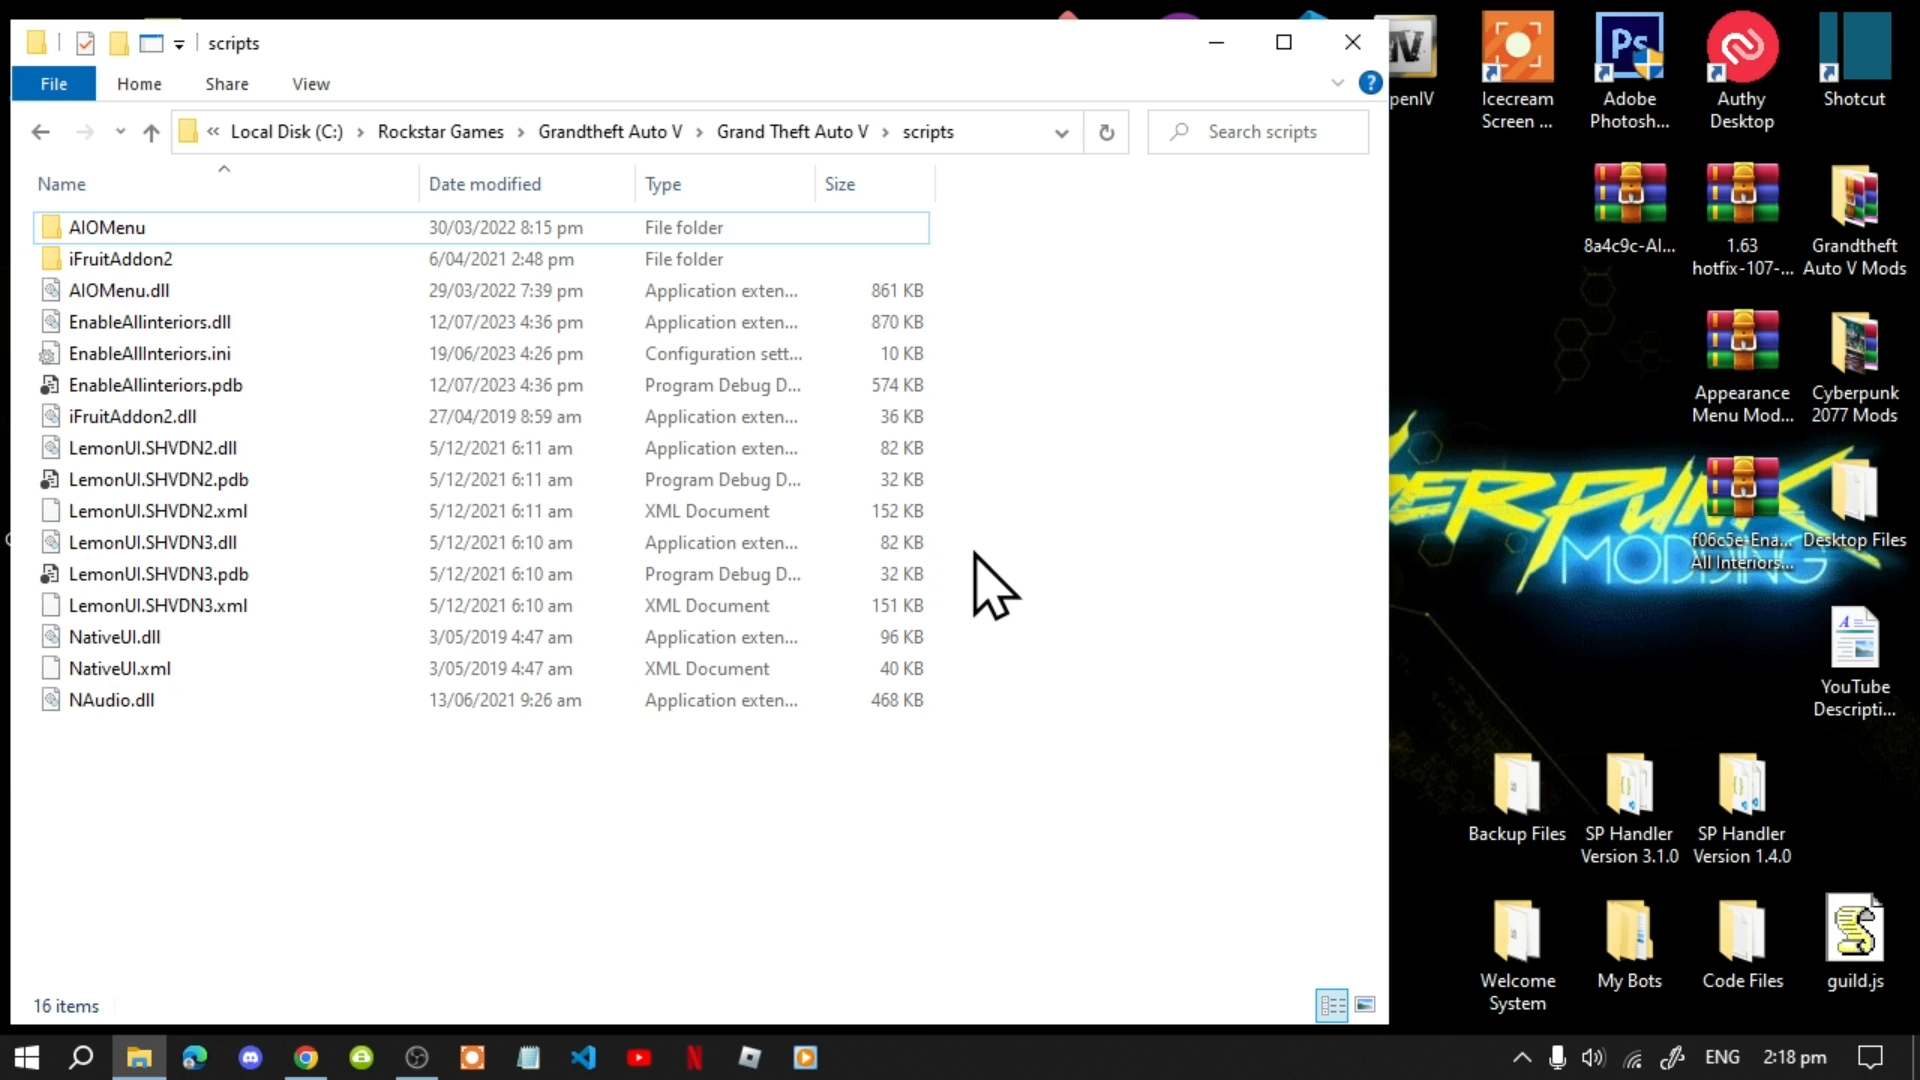 scripts
File Home Share View
« Local Disk (C:) › Rockstar Games › Grandtheft Auto V › Grand Theft Auto V › scripts
Search scripts
Name Date modified Type Size
AIOMenu 30/03/2022 8:15 pm File folder
iFruitAddon2 6/04/2021 2:48 pm File folder
AIOMenu.dll 29/03/2022 7:39 pm Application exten... 861 KB
EnableAllinteriors.dll 12/07/2023 4:36 pm Application exten... 870 KB
EnableAllInteriors.ini 19/06/2023 4:26 pm Configuration sett... 10 KB
EnableAllinteriors.pdb 12/07/2023 4:36 pm Program Debug D... 574 KB
iFruitAddon2.dll 27/04/2019 8:59 am Application exten... 36 KB
LemonUI.SHVDN2.dll 5/12/2021 6:11 am Application exten... 82 KB
LemonUI.SHVDN2.pdb 5/12/2021 6:11 am Program Debug D... 32 KB
LemonUI.SHVDN2.xml 5/12/2021 6:11 am XML Document 152 KB
LemonUI.SHVDN3.dll 5/12/2021 6:10 am Application exten... 82 KB
LemonUI.SHVDN3.pdb 5/12/2021 6:10 am Program Debug D... 32 KB
LemonUI.SHVDN3.xml 5/12/2021 6:10 am XML Document 151 KB
NativeUI.dll 3/05/2019 4:47 am Application exten... 96 KB
NativeUI.xml 3/05/2019 4:47 am XML Document 40 KB
NAudio.dll 13/06/2021 9:26 am Application exten... 468 KB
16 items
IV
Ps
penIV
Icecream
Screen ...
Adobe
Photosh...
Authy
Desktop
Shotcut
8a4c9c-AI...
1.63
hotfix-107-...
Grandtheft
Auto V Mods
Appearance
Menu Mod...
Cyberpunk
2077 Mods
f06c5e-Ena...
All Interiors...
Desktop Files
ERPUNK
MODDING
YouTube
Descripti...
Backup Files
SP Handler
Version 3.1.0
SP Handler
Version 1.4.0
Welcome
System
My Bots
Code Files
guild.js
ENG 2:18 pm